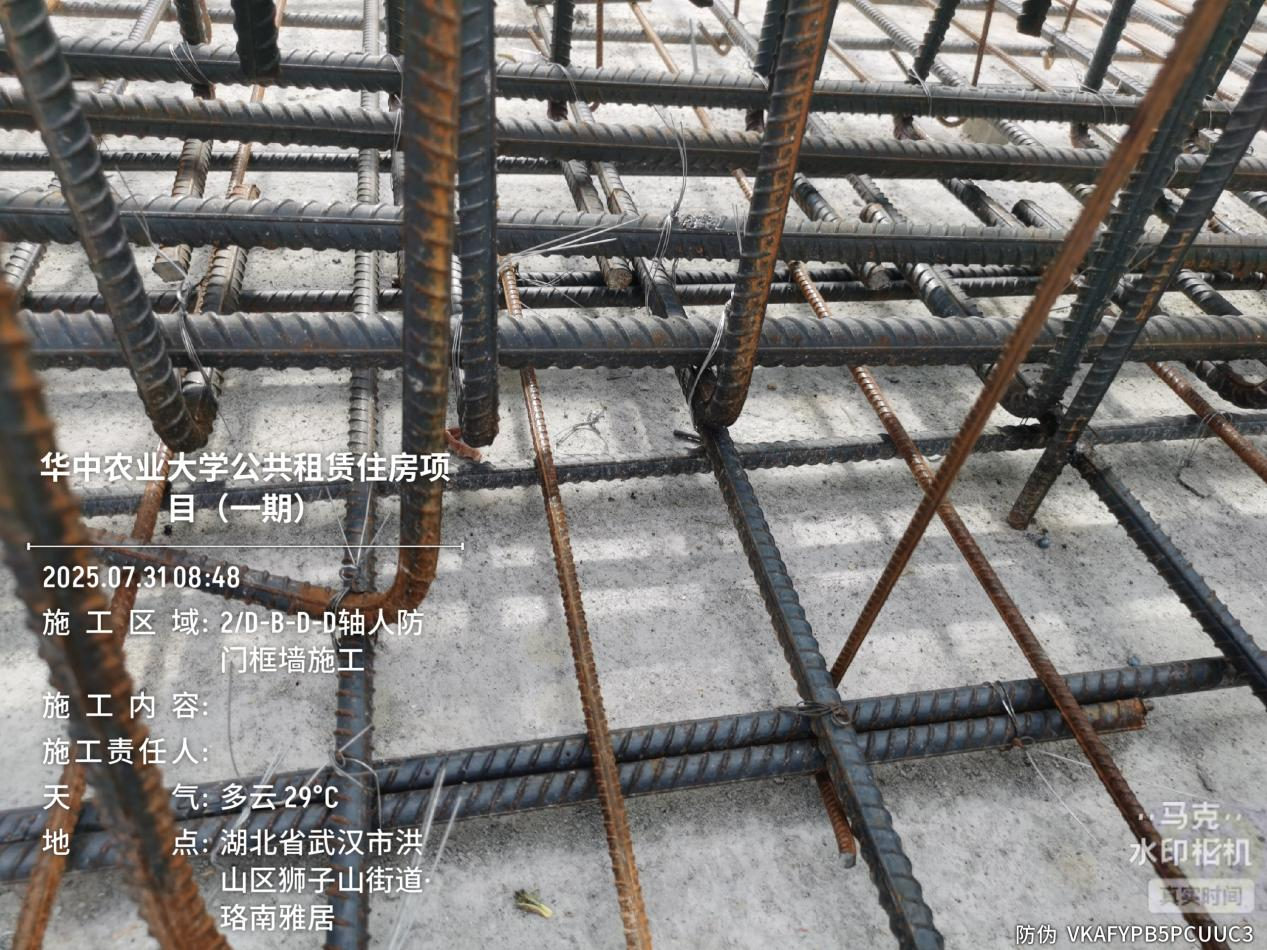 华中农业大学公共租赁住房项
目（一期）
2025.07.31 08:48
施工区域: 2/D-B-D-D轴人防
门框墙施工
施工内容:
施工责任人:
天气: 多云 29°C
地点: 湖北省武汉市洪
山区狮子山街道·
珞南雅居
马克
水印相机
真实时间
防伪 VKAFYPB5PCUUC3